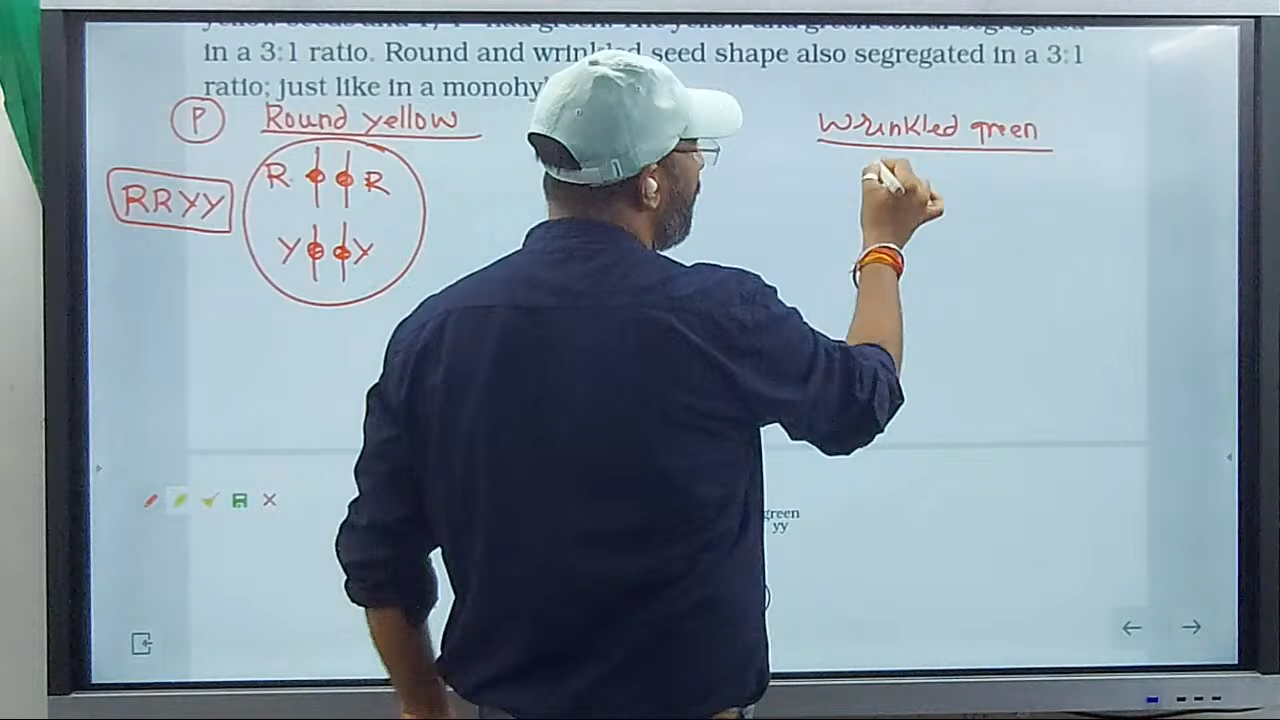 in a 3:1 ratio. Round and wrinkled seed shape also segregated in a 3:1
ratio; just like in a monohy
P Round yellow
Wrinkled green
R R
RRYY
Y Y
green
yy